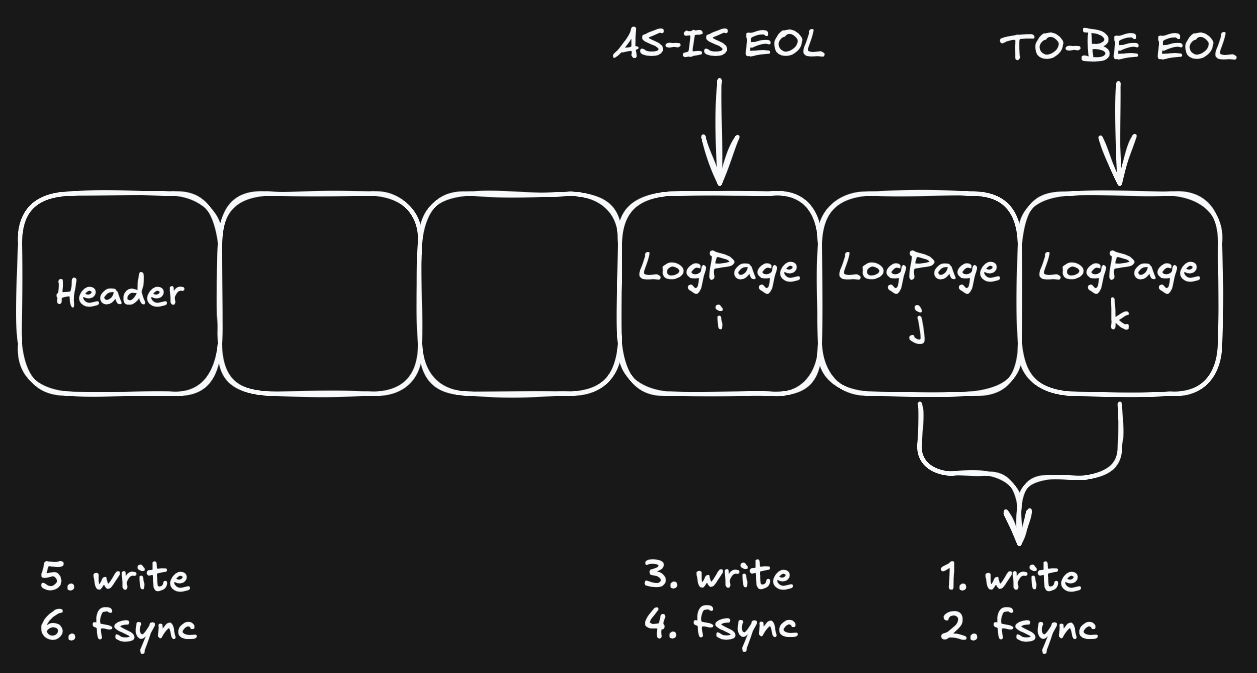 AS-IS EOL
TO-BE EOL
Header
LogPage
i
LogPage
j
LogPage
k
5. write
6. fsync
3. write
4. fsync
1. write
2. fsync